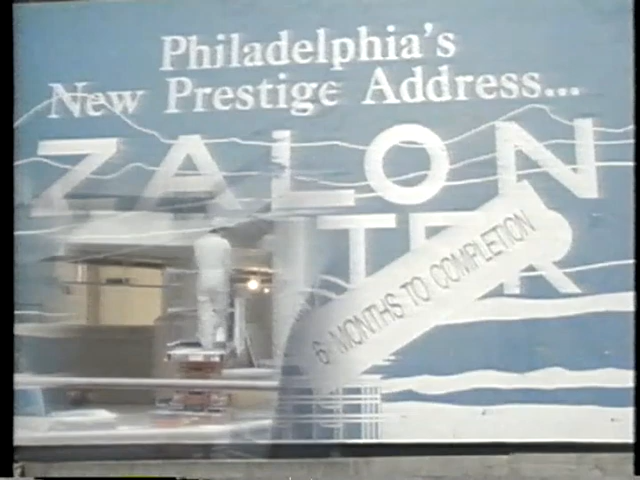 Philadelphia's
New Prestige Address...
ZALON
6 MONTHS TO COMPLETION